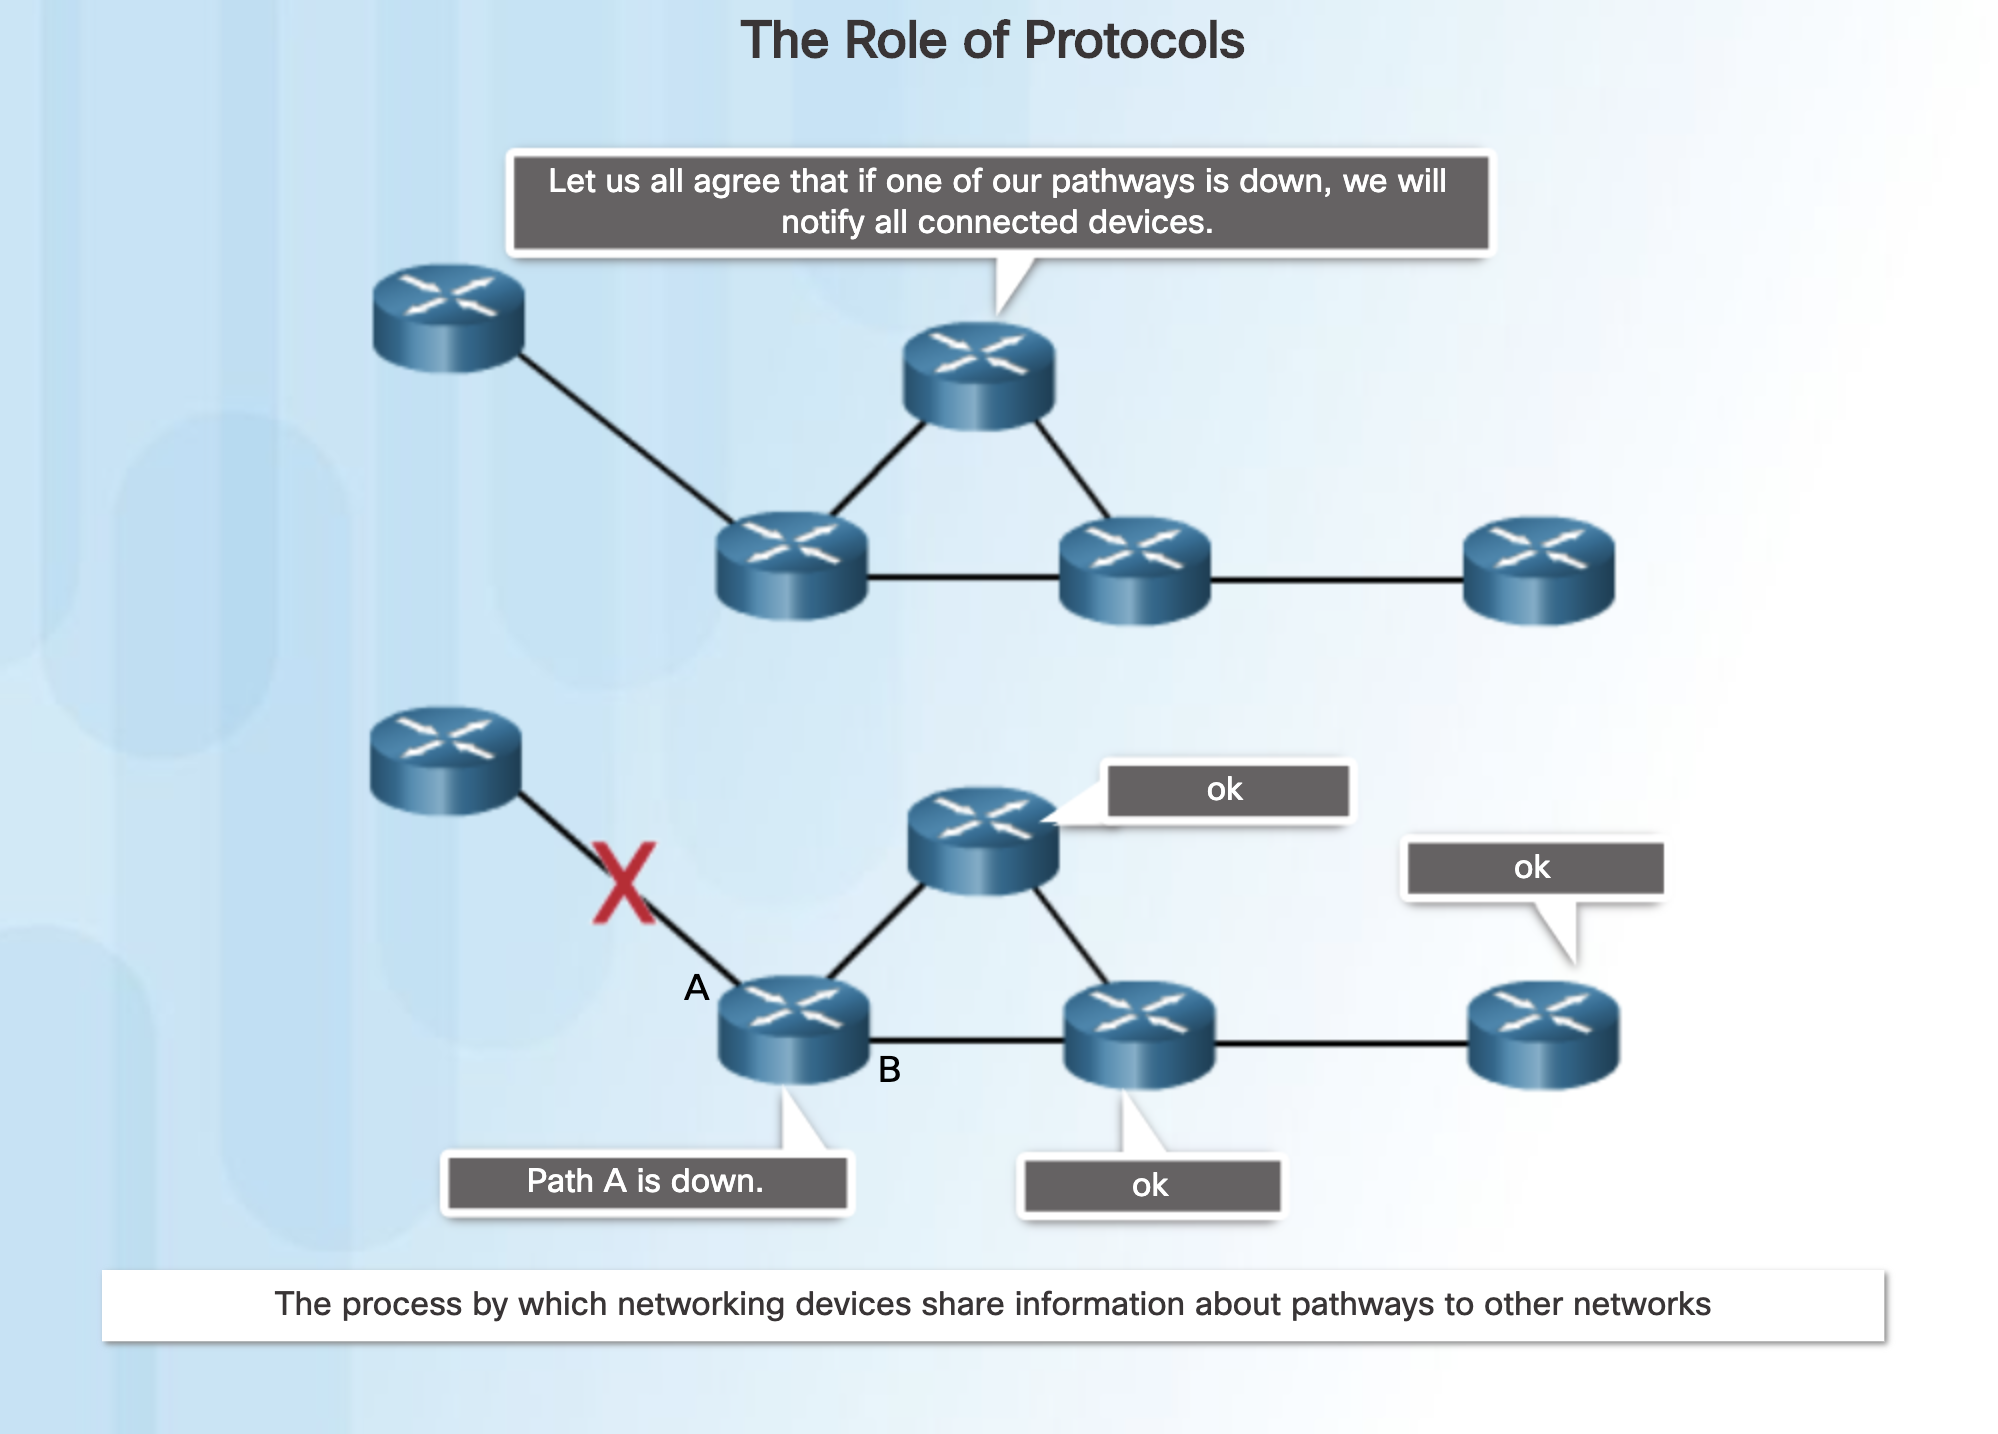 The Role of Protocols
Let us all agree that if one of our pathways is down, we will
notify all connected devices.
ok
ok
X
A
B
Path A is down.
ok
The process by which networking devices share information about pathways to other networks